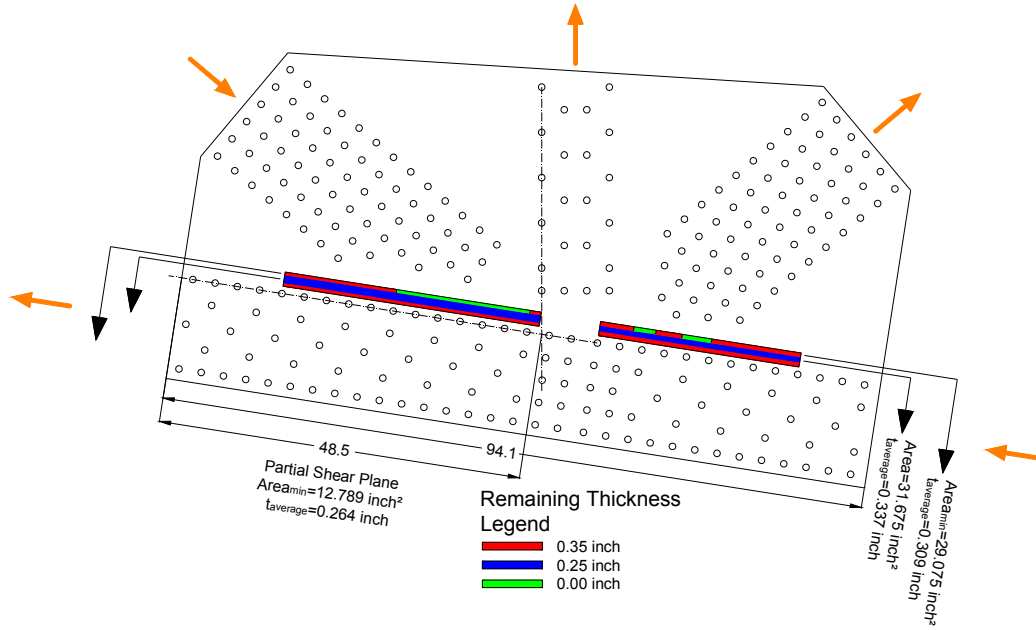 48.5
94.1
Partial Shear Plane
Areamin=12.789 inch²
taverage=0.264 inch
Area=31.675 inch²
taverage=0.337 inch
Areamin=29.075 inch²
taverage=0.309 inch
Remaining Thickness
Legend
0.35 inch
0.25 inch
0.00 inch